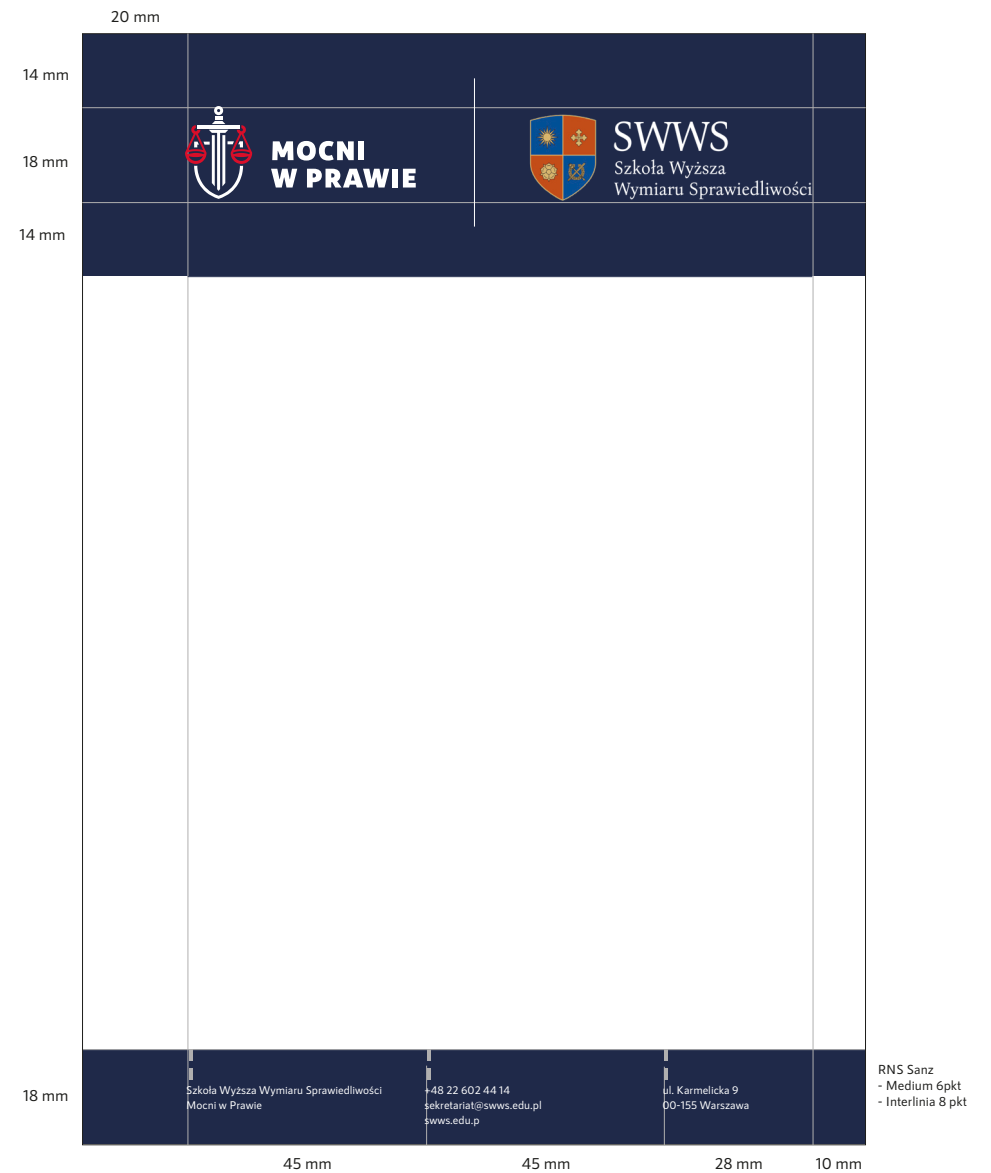 20 mm
14 mm
18 mm
14 mm
MOCNI
W PRAWIE
SWWS
Szkoła Wyższa
Wymiaru Sprawiedliwości
18 mm
Szkoła Wyższa Wymiaru Sprawiedliwości
Mocni w Prawie
+48 22 602 44 14
sekretariat@swws.edu.pl
swws.edu.p
ul. Karmelicka 9
00-155 Warszawa
RNS Sanz
- Medium 6pkt
- Interlinia 8 pkt
45 mm
45 mm
28 mm
10 mm